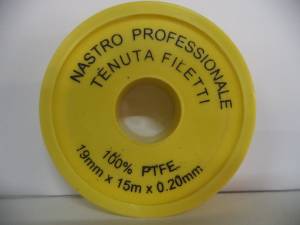 NASTRO PROFESSIONALE
TENUTA FILETTI
100% PTFE
19mm x 15m x 0.20mm